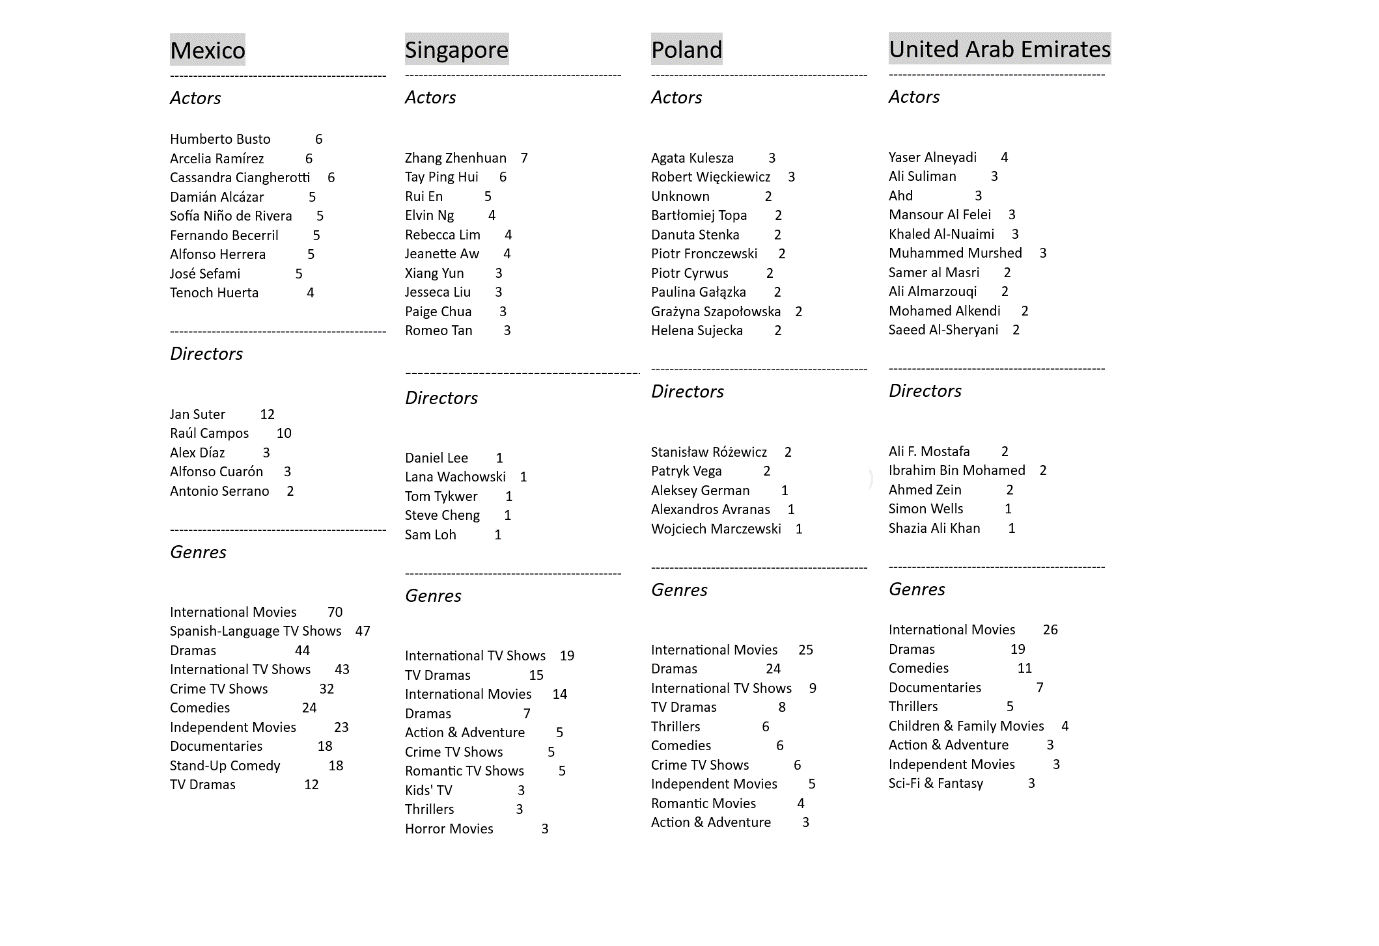 Mexico
-----------------------------------------------
Actors
Humberto Busto 6
Arcelia Ramírez 6
Cassandra Ciangherotti 6
Damián Alcázar 5
Sofía Niño de Rivera 5
Fernando Becerril 5
Alfonso Herrera 5
José Sefami 5
Tenoch Huerta 4
-----------------------------------------------
Directors
Jan Suter 12
Raúl Campos 10
Alex Díaz 3
Alfonso Cuarón 3
Antonio Serrano 2
-----------------------------------------------
Genres
International Movies 70
Spanish-Language TV Shows 47
Dramas 44
International TV Shows 43
Crime TV Shows 32
Comedies 24
Independent Movies 23
Documentaries 18
Stand-Up Comedy 18
TV Dramas 12
Singapore
-----------------------------------------------
Actors
Zhang Zhenhuan 7
Tay Ping Hui 6
Rui En 5
Elvin Ng 4
Rebecca Lim 4
Jeanette Aw 4
Xiang Yun 3
Jesseca Liu 3
Paige Chua 3
Romeo Tan 3
-----------------------------------------------
Directors
Daniel Lee 1
Lana Wachowski 1
Tom Tykwer 1
Steve Cheng 1
Sam Loh 1
-----------------------------------------------
Genres
International TV Shows 19
TV Dramas 15
International Movies 14
Dramas 7
Action & Adventure 5
Crime TV Shows 5
Romantic TV Shows 5
Kids' TV 3
Thrillers 3
Horror Movies 3
Poland
-----------------------------------------------
Actors
Agata Kulesza 3
Robert Więckiewicz 3
Unknown 2
Bartłomiej Topa 2
Danuta Stenka 2
Piotr Fronczewski 2
Piotr Cyrwus 2
Paulina Gałązka 2
Grażyna Szapołowska 2
Helena Sujecka 2
-----------------------------------------------
Directors
Stanisław Różewicz 2
Patryk Vega 2
Aleksey German 1
Alexandros Avranas 1
Wojciech Marczewski 1
-----------------------------------------------
Genres
International Movies 25
Dramas 24
International TV Shows 9
TV Dramas 8
Thrillers 6
Comedies 6
Crime TV Shows 6
Independent Movies 5
Romantic Movies 4
Action & Adventure 3
United Arab Emirates
-----------------------------------------------
Actors
Yaser Alneyadi 4
Ali Suliman 3
Ahd 3
Mansour Al Felei 3
Khaled Al-Nuaimi 3
Muhammed Murshed 3
Samer al Masri 2
Ali Almarzouqi 2
Mohamed Alkendi 2
Saeed Al-Sheryani 2
-----------------------------------------------
Directors
Ali F. Mostafa 2
Ibrahim Bin Mohamed 2
Ahmed Zein 2
Simon Wells 1
Shazia Ali Khan 1
-----------------------------------------------
Genres
International Movies 26
Dramas 19
Comedies 11
Documentaries 7
Thrillers 5
Children & Family Movies 4
Action & Adventure 3
Independent Movies 3
Sci-Fi & Fantasy 3